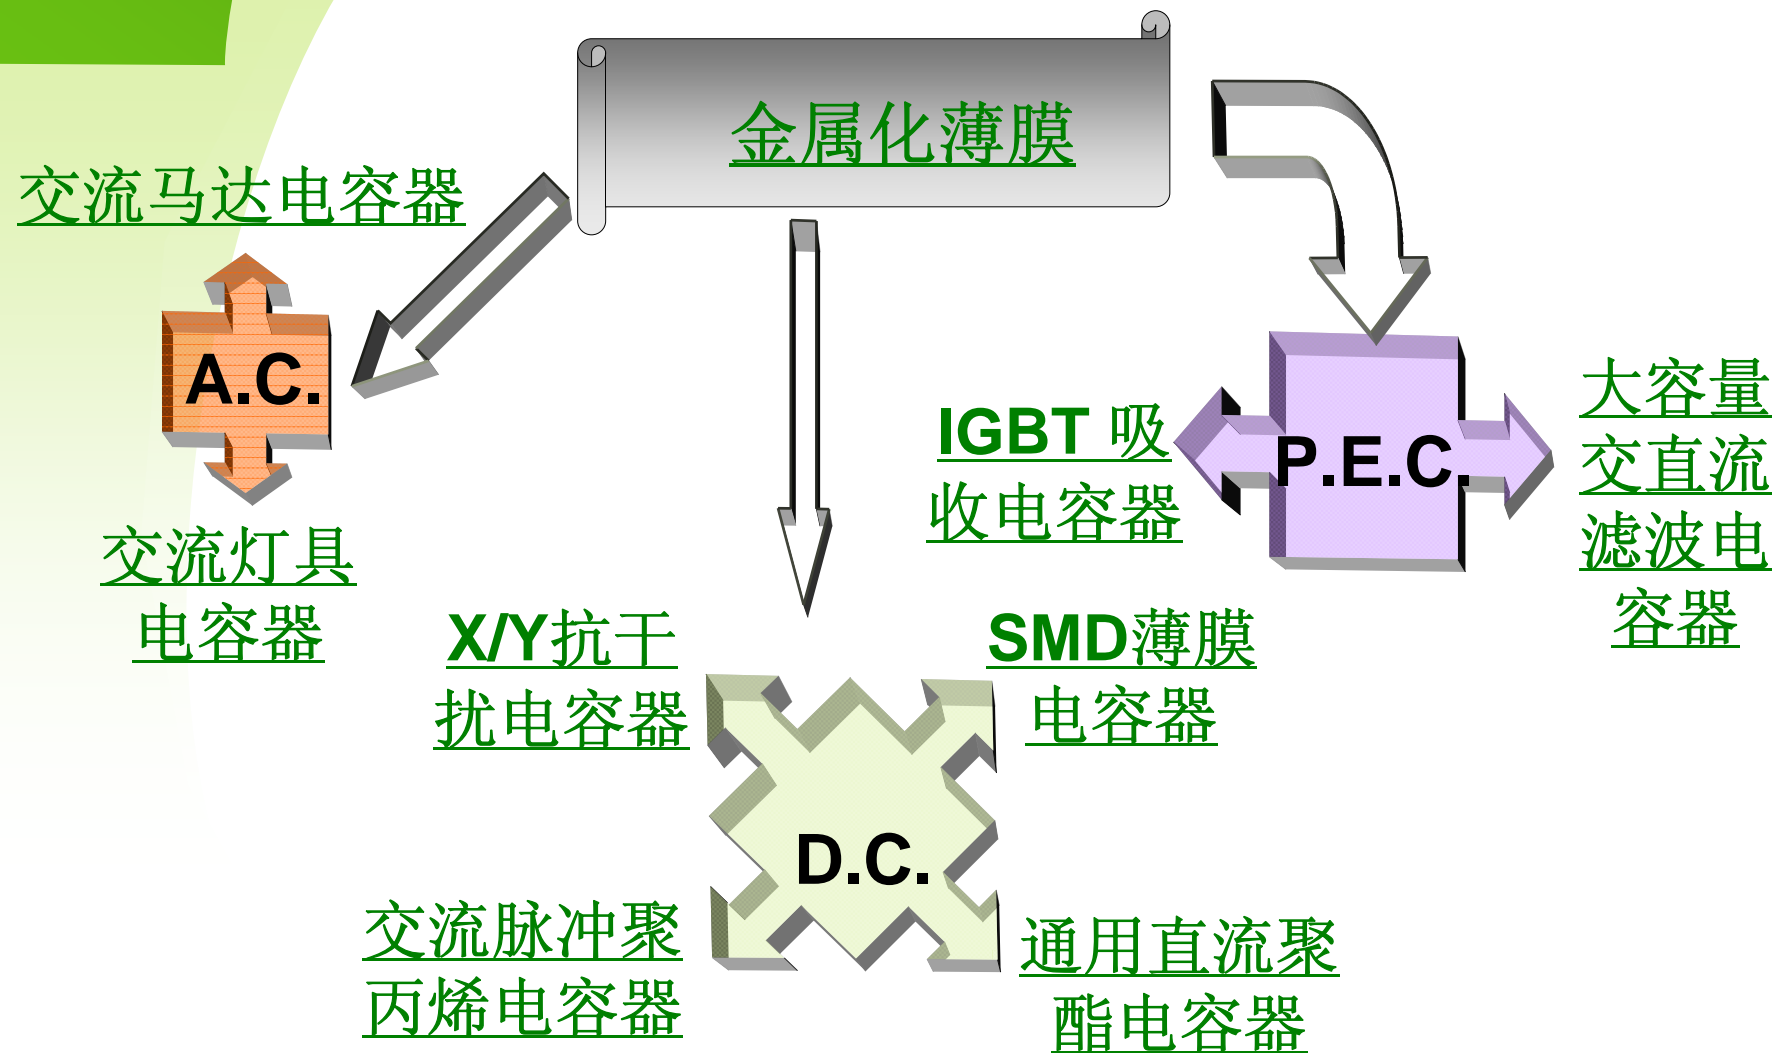 金属化薄膜
交流马达电容器
A.C.
交流灯具
电容器
IGBT 吸
收电容器
P.E.C.
大容量
交直流
滤波电
容器
X/Y抗干
扰电容器
SMD薄膜
电容器
D.C.
交流脉冲聚
丙烯电容器
通用直流聚
酯电容器